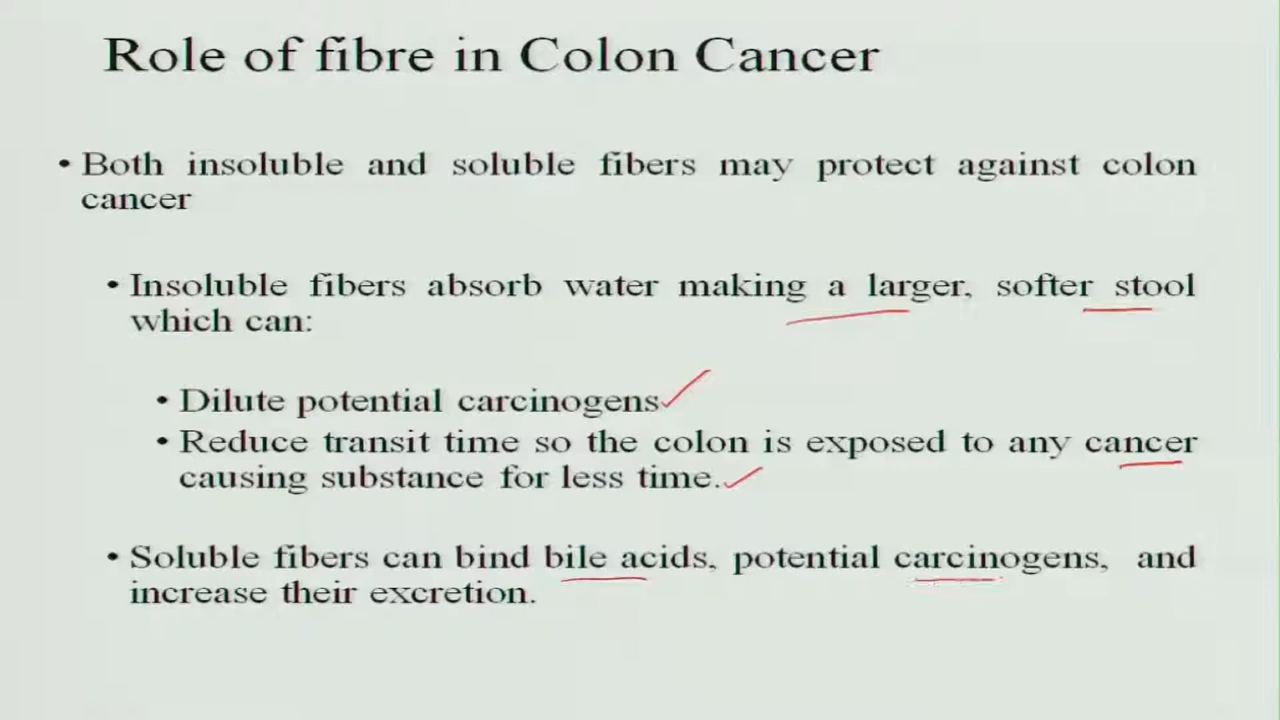 Role of fibre in Colon Cancer
• Both insoluble and soluble fibers may protect against colon
cancer
• Insoluble fibers absorb water making a larger, softer stool
which can:
• Dilute potential carcinogens
• Reduce transit time so the colon is exposed to any cancer
causing substance for less time.
• Soluble fibers can bind bile acids, potential carcinogens, and
increase their excretion.